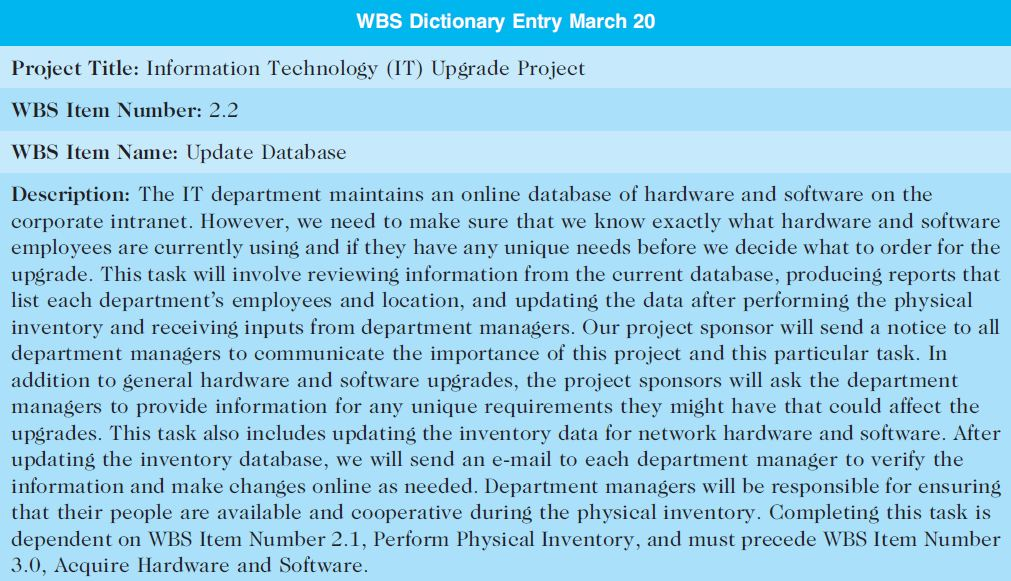 WBS Dictionary Entry March 20
Project Title: Information Technology (IT) Upgrade Project
WBS Item Number: 2.2
WBS Item Name: Update Database
Description: The IT department maintains an online database of hardware and software on the
corporate intranet. However, we need to make sure that we know exactly what hardware and software
employees are currently using and if they have any unique needs before we decide what to order for the
upgrade. This task will involve reviewing information from the current database, producing reports that
list each department’s employees and location, and updating the data after performing the physical
inventory and receiving inputs from department managers. Our project sponsor will send a notice to all
department managers to communicate the importance of this project and this particular task. In
addition to general hardware and software upgrades, the project sponsors will ask the department
managers to provide information for any unique requirements they might have that could affect the
upgrades. This task also includes updating the inventory data for network hardware and software. After
updating the inventory database, we will send an e-mail to each department manager to verify the
information and make changes online as needed. Department managers will be responsible for ensuring
that their people are available and cooperative during the physical inventory. Completing this task is
dependent on WBS Item Number 2.1, Perform Physical Inventory, and must precede WBS Item Number
3.0, Acquire Hardware and Software.